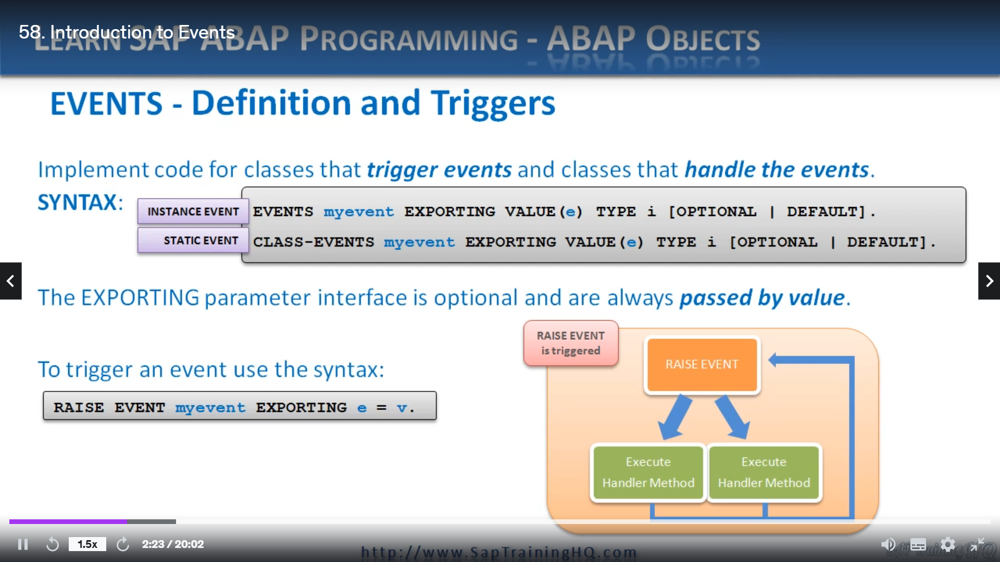 58. Introduction to Events
LEARN SAP ABAP PROGRAMMING - ABAP OBJECTS
EVENTS - Definition and Triggers
Implement code for classes that trigger events and classes that handle the events.
SYNTAX:
INSTANCE EVENT
EVENTS myevent EXPORTING VALUE(e) TYPE i [OPTIONAL | DEFAULT].
STATIC EVENT
CLASS-EVENTS myevent EXPORTING VALUE(e) TYPE i [OPTIONAL | DEFAULT].
The EXPORTING parameter interface is optional and are always passed by value.
To trigger an event use the syntax:
RAISE EVENT myevent EXPORTING e = v.
RAISE EVENT
is triggered
RAISE EVENT
Execute
Handler Method
Execute
Handler Method
1.5x
2:23 / 20:02
http://www.SapTrainingHQ.com